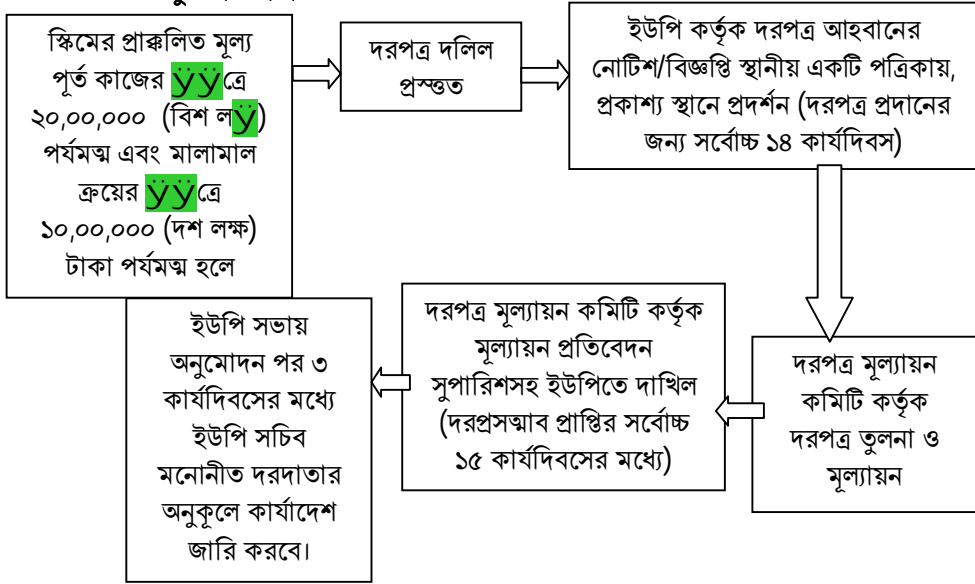 স্কিমের প্রাক্কলিত মূল্য
পূর্ত কাজের ÿÿত্রে
২০,০০,০০০ (বিশ লÿ)
পর্যমত্ম এবং মালামাল
ক্রয়ের ÿÿত্রে
১০,০০,০০০ (দশ লক্ষ)
টাকা পর্যমত্ম হলে
দরপত্র দলিল
প্রস্ত্তত
ইউপি কর্তৃক দরপত্র আহবানের
নোটিশ/বিজ্ঞপ্তি স্থানীয় একটি পত্রিকায়,
প্রকাশ্য স্থানে প্রদর্শন (দরপত্র প্রদানের
জন্য সর্বোচ্চ ১৪ কার্যদিবস)
দরপত্র মূল্যায়ন
কমিটি কর্তৃক
দরপত্র তুলনা ও
মূল্যায়ন
দরপত্র মূল্যায়ন কমিটি কর্তৃক
মূল্যায়ন প্রতিবেদন
সুপারিশসহ ইউপিতে দাখিল
(দরপ্রসত্মাব প্রাপ্তির সর্বোচ্চ
১৫ কার্যদিবসের মধ্যে)
ইউপি সভায়
অনুমোদন পর ৩
কার্যদিবসের মধ্যে
ইউপি সচিব
মনোনীত দরদাতার
অনুকূলে কার্যাদেশ
জারি করবে।